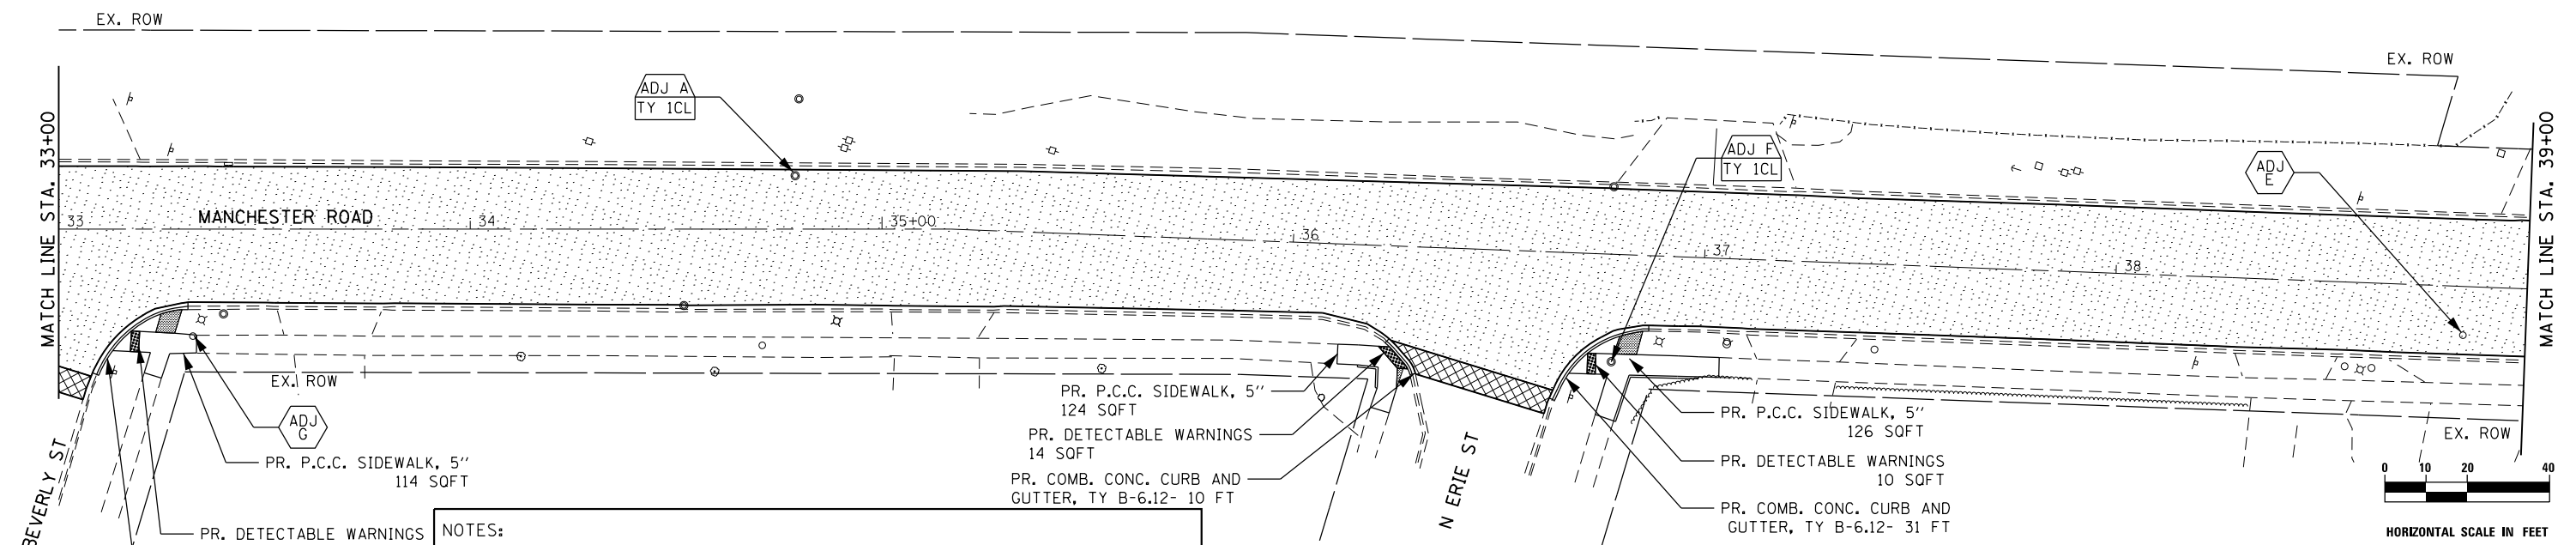 EX. ROW
EX. ROW
MATCH LINE STA. 33+00
ADJ A
TY 1CL
ADJ F
TY 1CL
ADJ
E
MATCH LINE STA. 39+00
MANCHESTER ROAD
33
34
35+00
36
37
38
EX. ROW
ADJ
G
PR. P.C.C. SIDEWALK, 5''
114 SQFT
PR. DETECTABLE WARNINGS
BEVERLY ST
NOTES:
PR. P.C.C. SIDEWALK, 5''
124 SQFT
PR. DETECTABLE WARNINGS
14 SQFT
PR. COMB. CONC. CURB AND
GUTTER, TY B-6.12- 10 FT
N ERIE ST
PR. P.C.C. SIDEWALK, 5''
126 SQFT
PR. DETECTABLE WARNINGS
10 SQFT
PR. COMB. CONC. CURB AND
GUTTER, TY B-6.12- 31 FT
EX. ROW
0 10 20 40
HORIZONTAL SCALE IN FEET